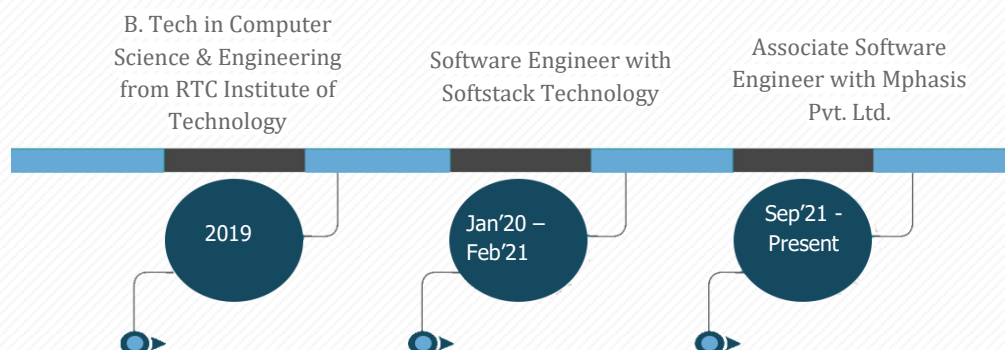 B. Tech in Computer
Science & Engineering
from RTC Institute of
Technology
Software Engineer with
Softstack Technology
Associate Software
Engineer with Mphasis
Pvt. Ltd.
2019
Jan’20 –
Feb’21
Sep’21 -
Present